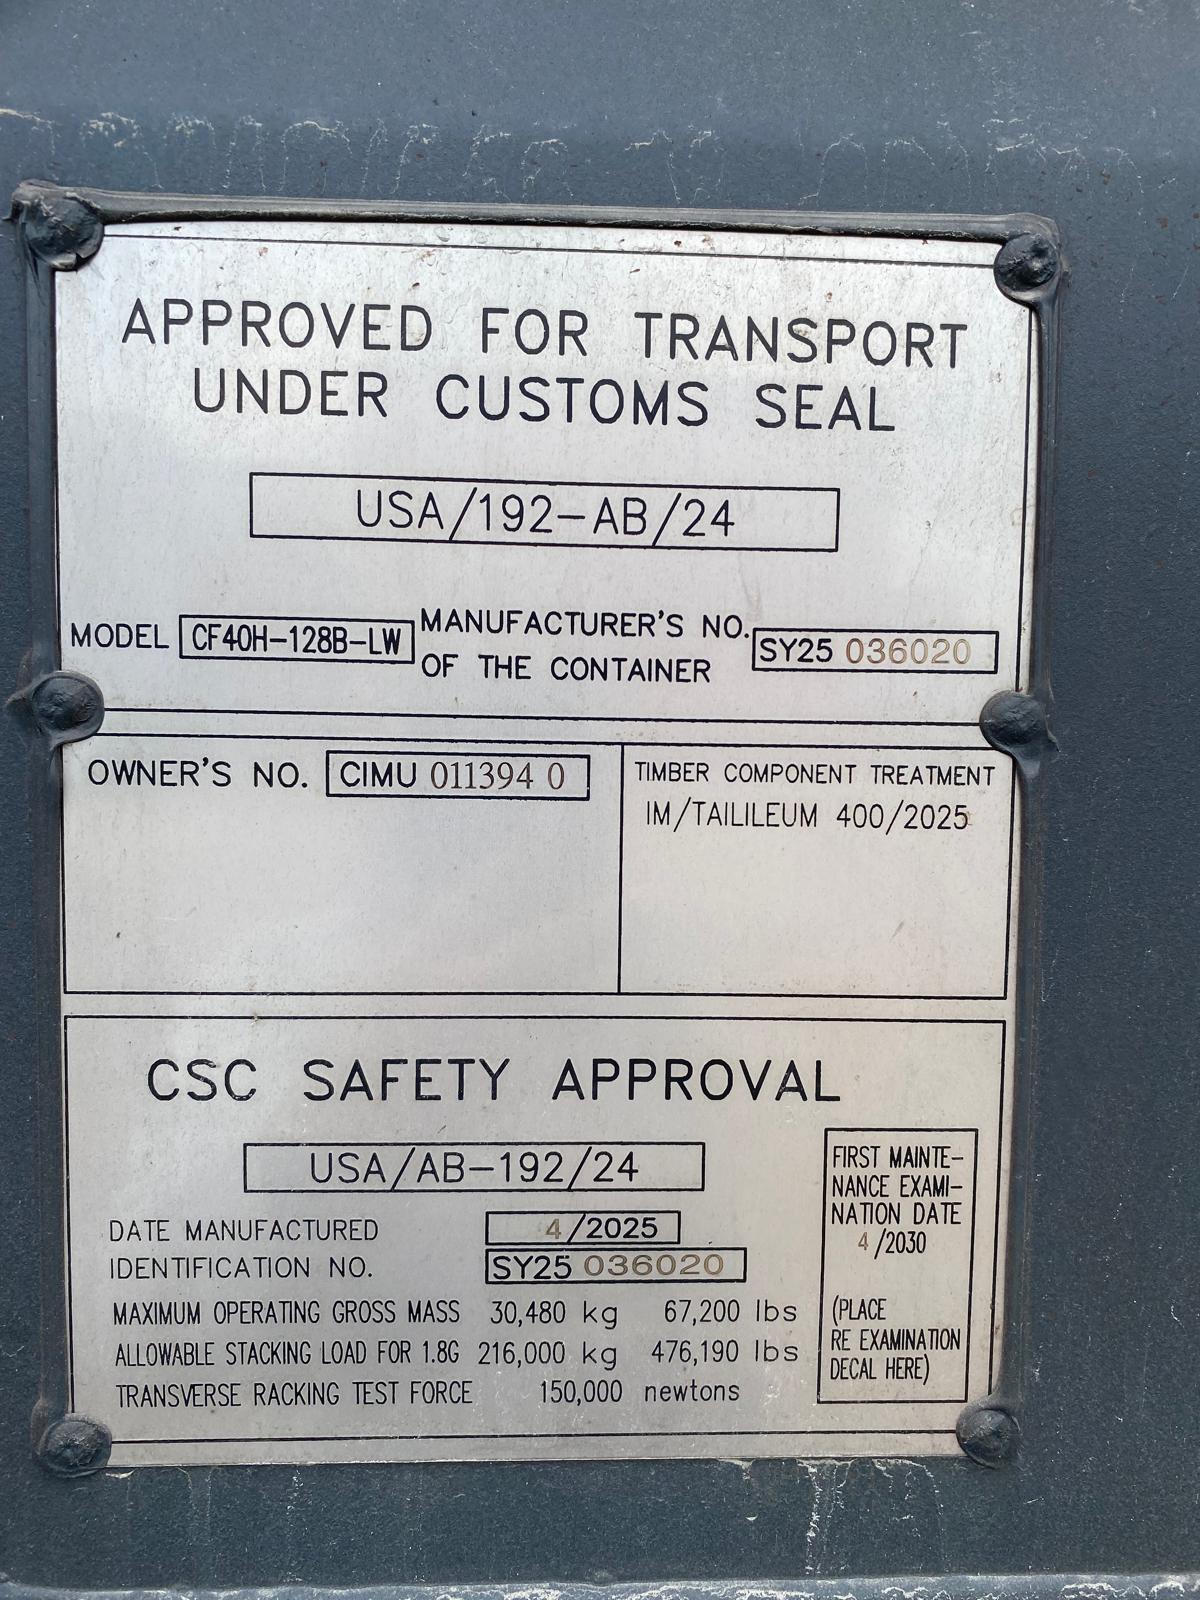 APPROVED FOR TRANSPORT
UNDER CUSTOMS SEAL
USA/192-AB/24
MODEL CF40H-128B-LW MANUFACTURER'S NO. OF THE CONTAINER SY25 036020
OWNER'S NO. CIMU 011394 0
TIMBER COMPONENT TREATMENT
IM/TAILILEUM 400/2025
CSC SAFETY APPROVAL
USA/AB-192/24
DATE MANUFACTURED 4/2025
IDENTIFICATION NO. SY25 036020
MAXIMUM OPERATING GROSS MASS 30,480 kg 67,200 lbs
ALLOWABLE STACKING LOAD FOR 1.8G 216,000 kg 476,190 lbs
TRANSVERSE RACKING TEST FORCE 150,000 newtons
FIRST MAINTE-
NANCE EXAMI-
NATION DATE
4/2030
(PLACE
RE EXAMINATION
DECAL HERE)